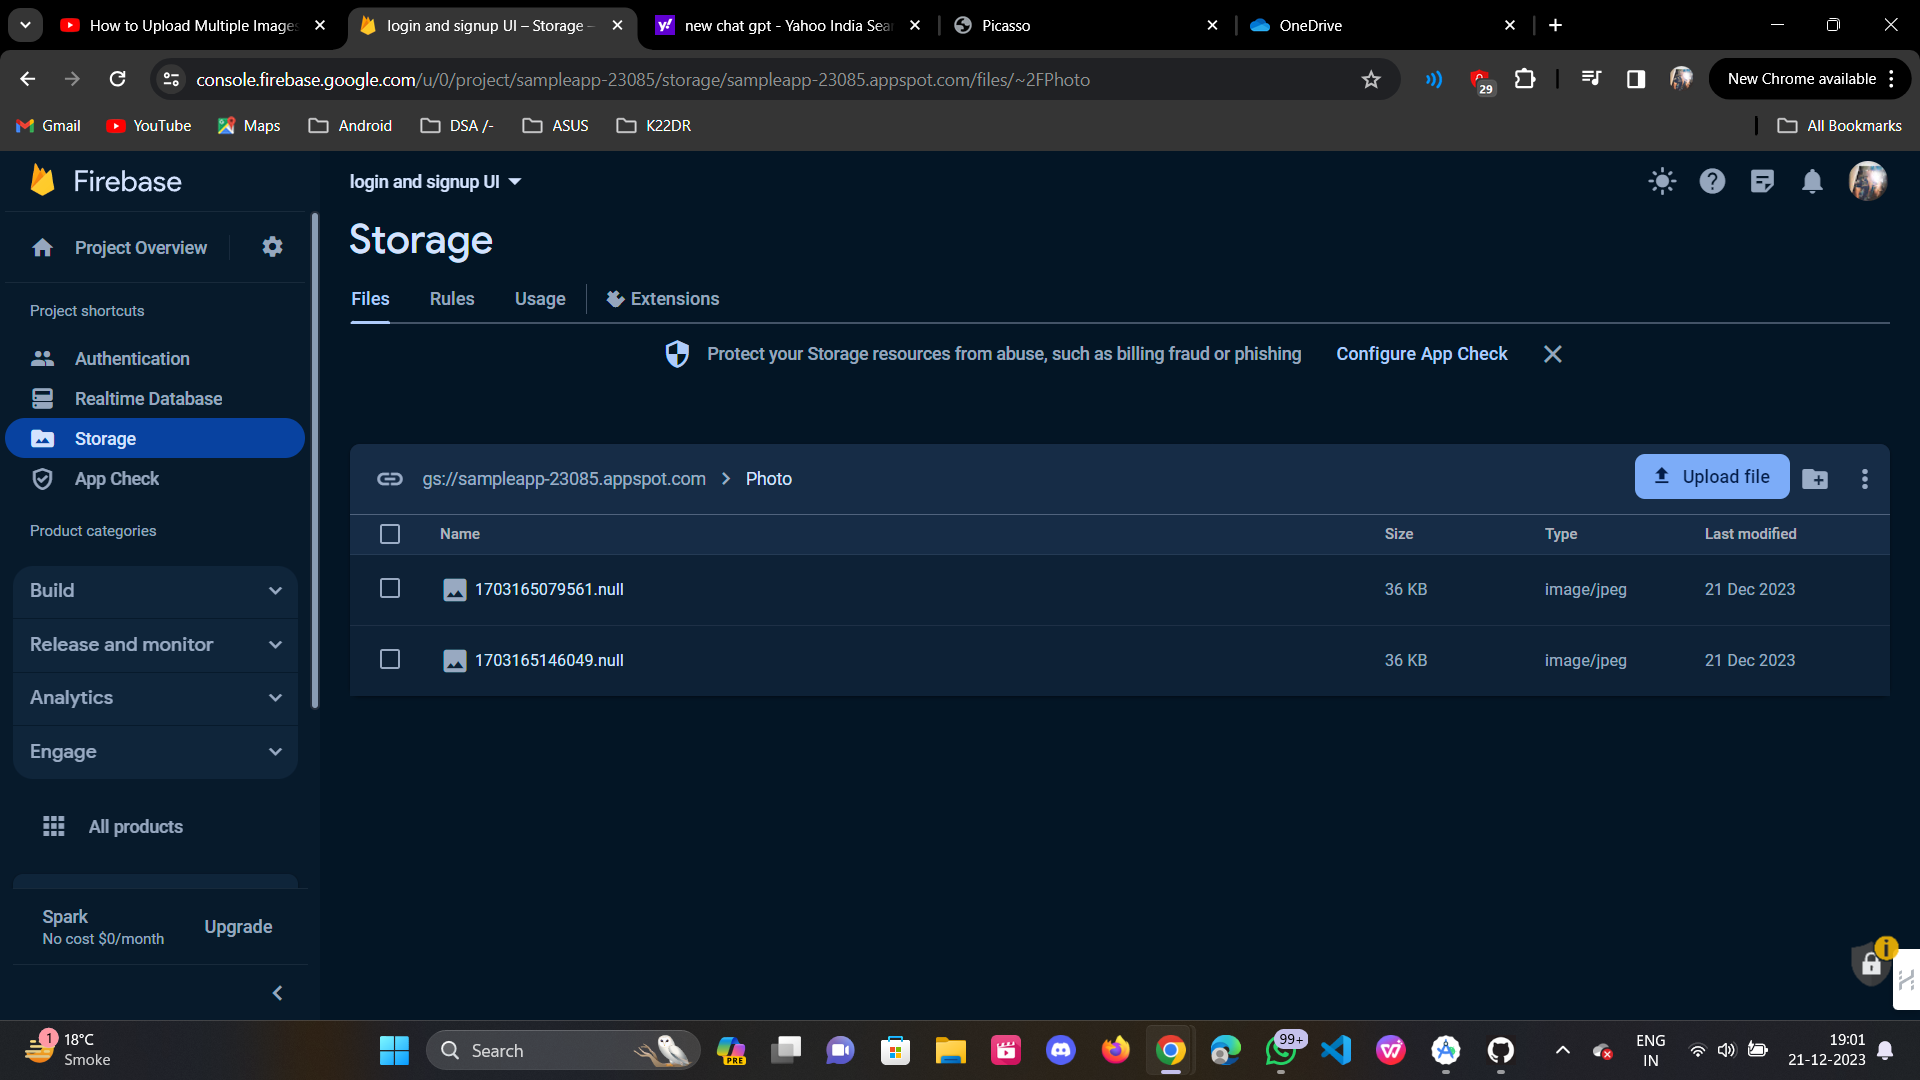 How to Upload Multiple Images
login and signup UI – Storage –
new chat gpt - Yahoo India Sea
Picasso
OneDrive
console.firebase.google.com/u/0/project/sampleapp-23085/storage/sampleapp-23085.appspot.com/files/~2FPhoto
29
New Chrome available
Gmail
YouTube
Maps
Android
DSA /-
ASUS
K22DR
All Bookmarks
Firebase
login and signup UI
Project Overview
Storage
Files
Rules
Usage
Extensions
Project shortcuts
Protect your Storage resources from abuse, such as billing fraud or phishing
Configure App Check
Authentication
Realtime Database
Storage
App Check
gs://sampleapp-23085.appspot.com
Photo
Upload file
Product categories
Name
Size
Type
Last modified
Build
1703165079561.null
36 KB
image/jpeg
21 Dec 2023
Release and monitor
1703165146049.null
36 KB
image/jpeg
21 Dec 2023
Analytics
Engage
All products
Spark
No cost $0/month
Upgrade
1
18°C
Smoke
Search
PRE
99+
ENG
IN
19:01
21-12-2023